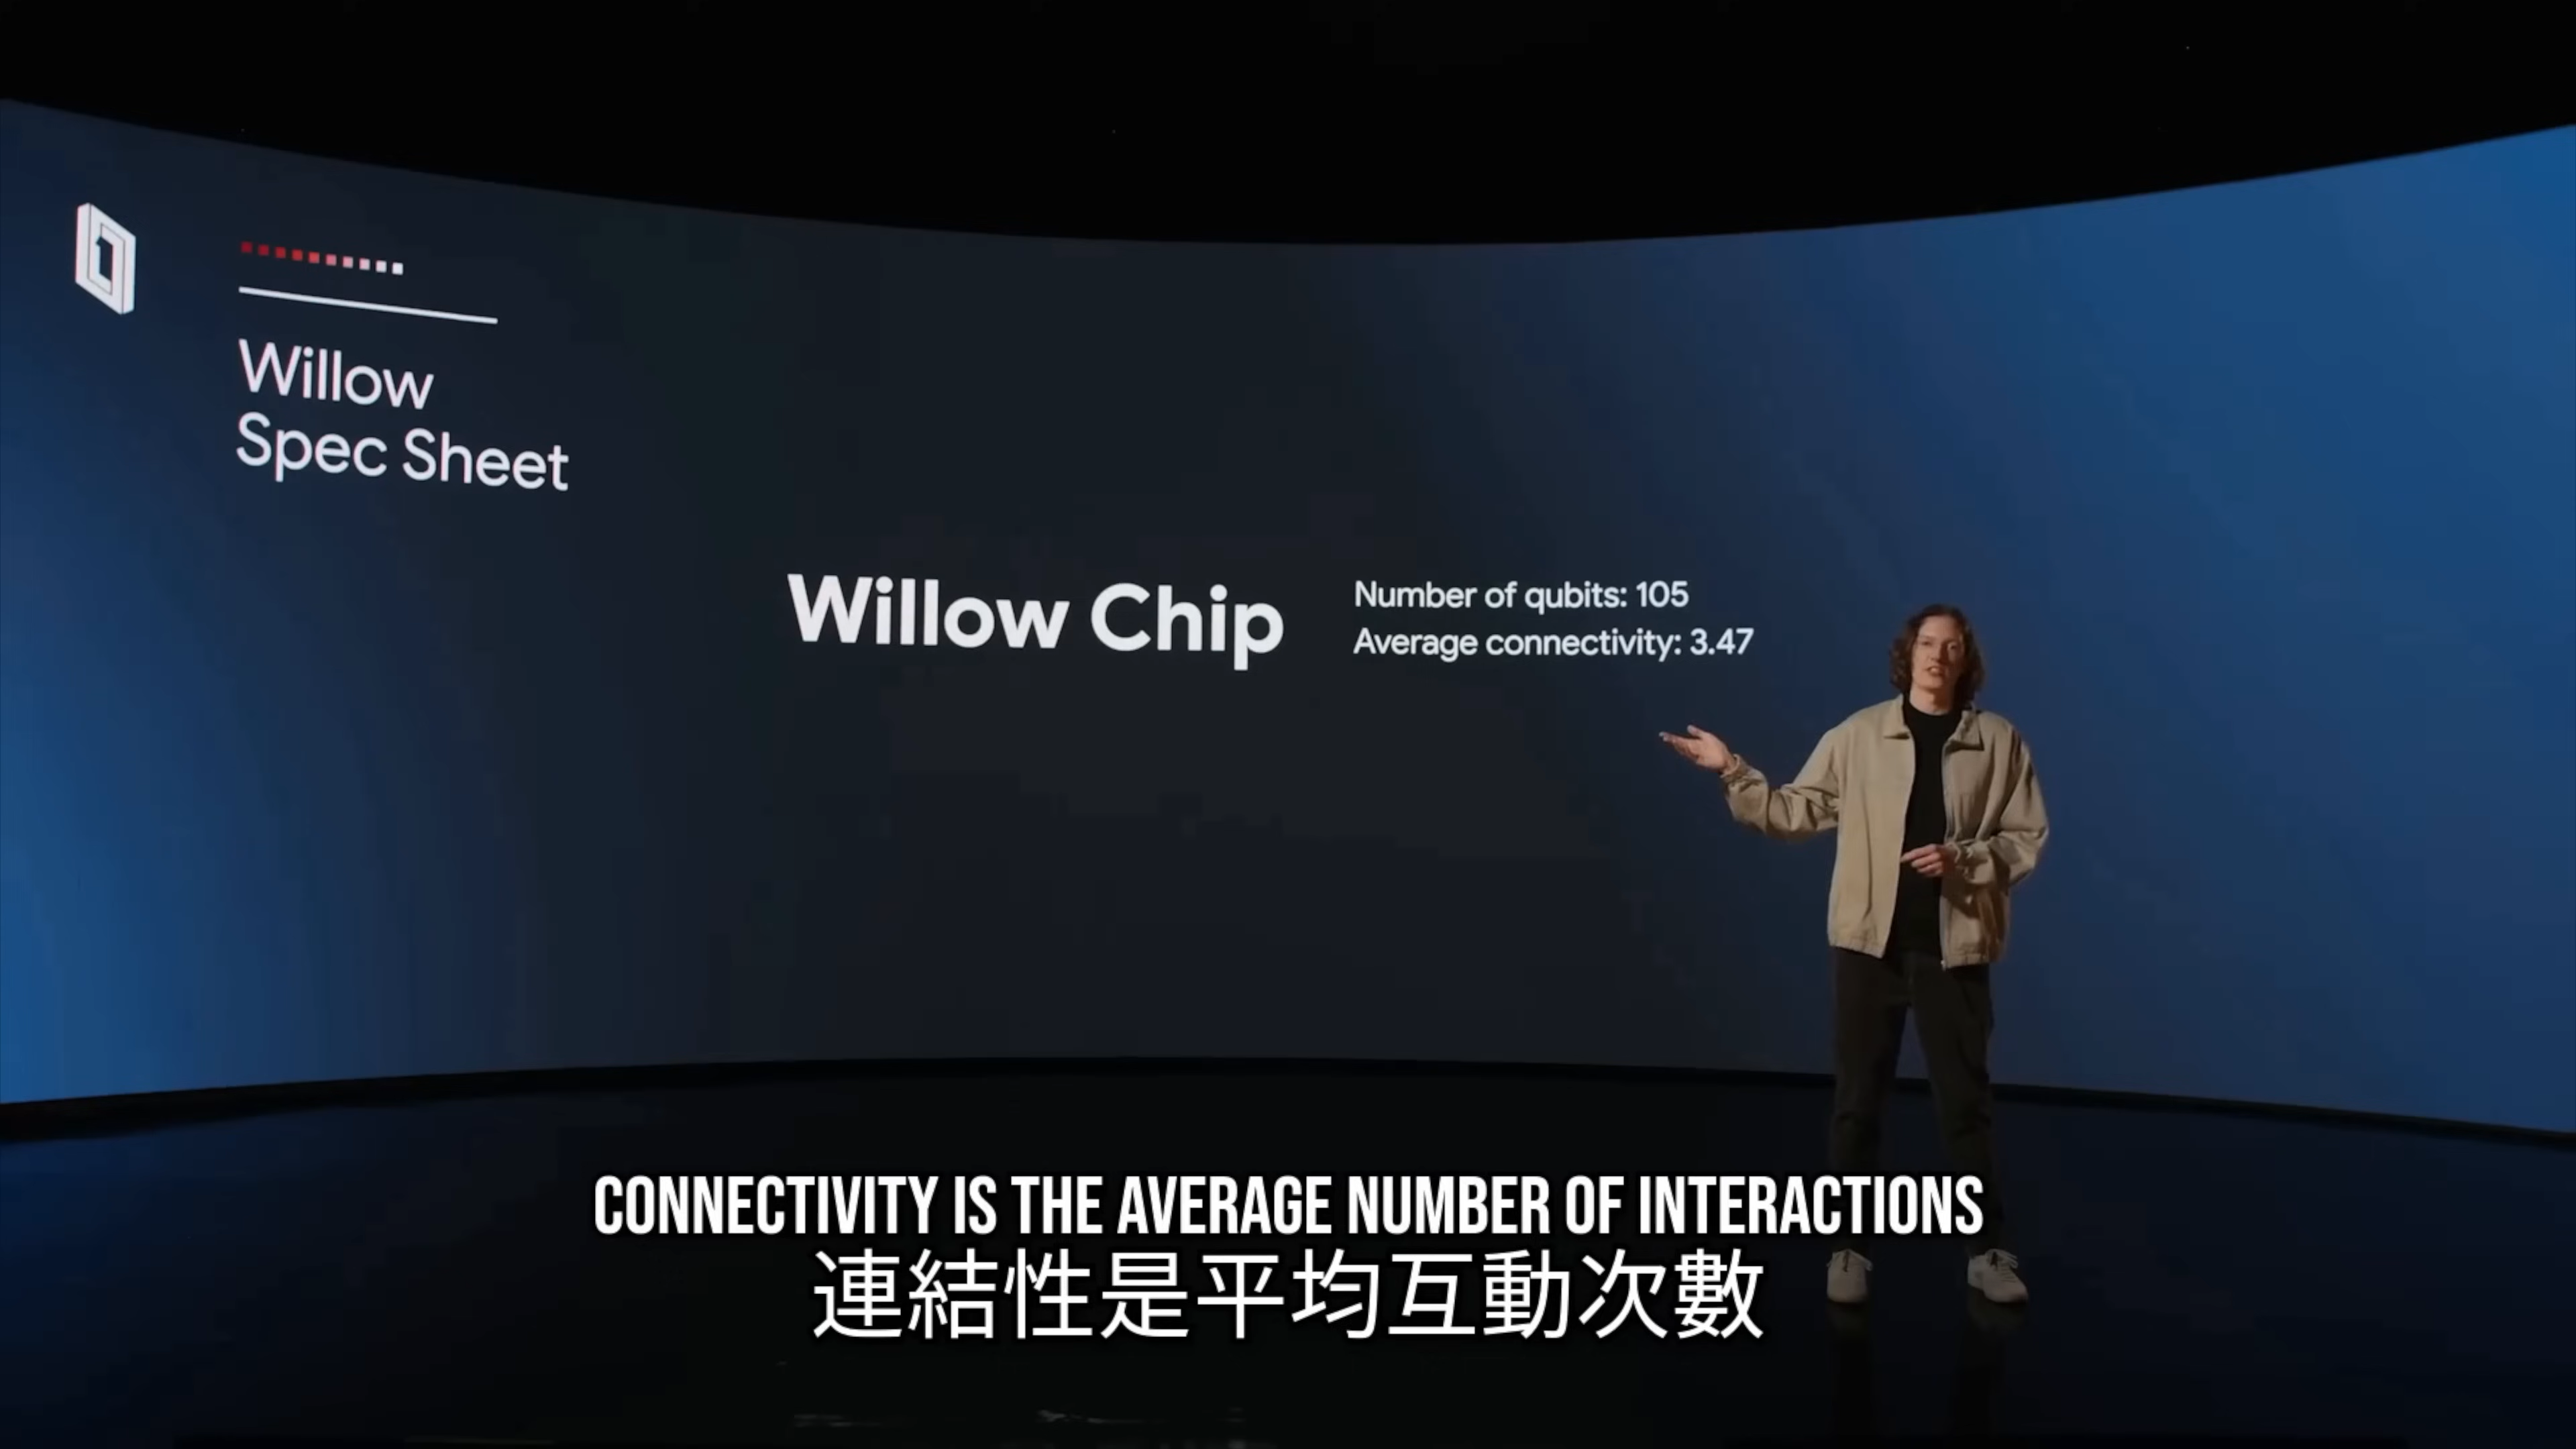 Willow
Spec Sheet
Willow Chip
Number of qubits: 105
Average connectivity: 3.47
CONNECTIVITY IS THE AVERAGE NUMBER OF INTERACTIONS
連結性是平均互動次數